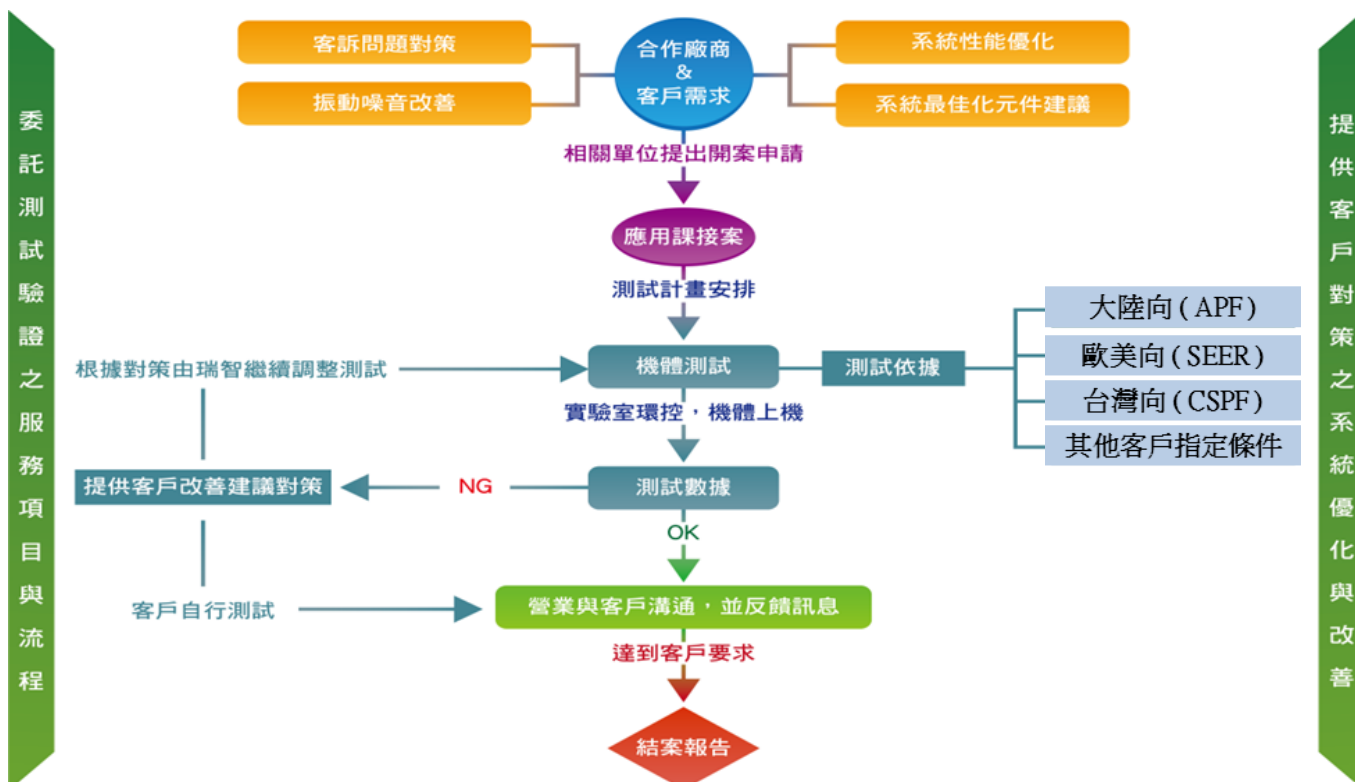 委託測試驗證之服務項目與流程
客訴問題對策
振動噪音改善
合作廠商
&
客戶需求
系統性能優化
系統最佳化元件建議
相關單位提出開案申請
應用課接案
測試計畫安排
根據對策由瑞智繼續調整測試
機體測試
測試依據
大陸向(APF)
歐美向(SEER)
台灣向(CSPF)
其他客戶指定條件
實驗室環控，機體上機
提供客戶改善建議對策
NG
測試數據
OK
客戶自行測試
營業與客戶溝通，並反饋訊息
達到客戶要求
結案報告
提供客戶對策之系統優化與改善